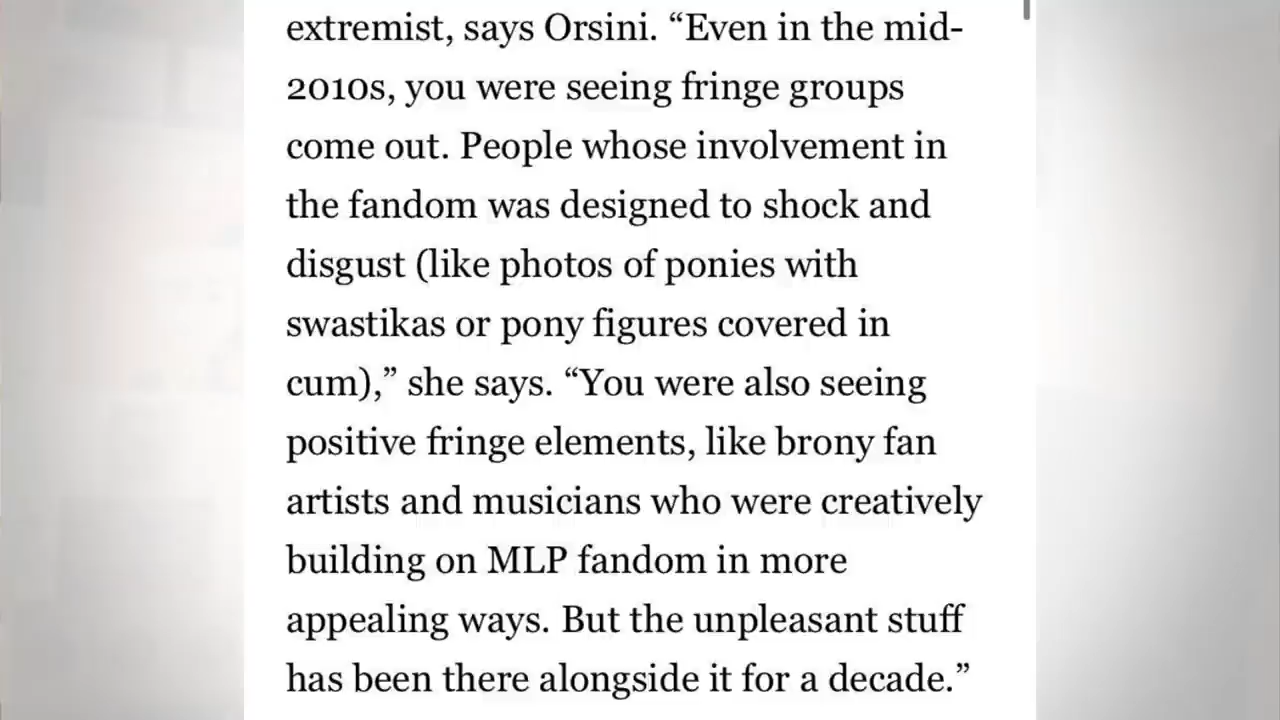 extremist, says Orsini. “Even in the mid-
2010s, you were seeing fringe groups
come out. People whose involvement in
the fandom was designed to shock and
disgust (like photos of ponies with
swastikas or pony figures covered in
cum),” she says. “You were also seeing
positive fringe elements, like brony fan
artists and musicians who were creatively
building on MLP fandom in more
appealing ways. But the unpleasant stuff
has been there alongside it for a decade.”